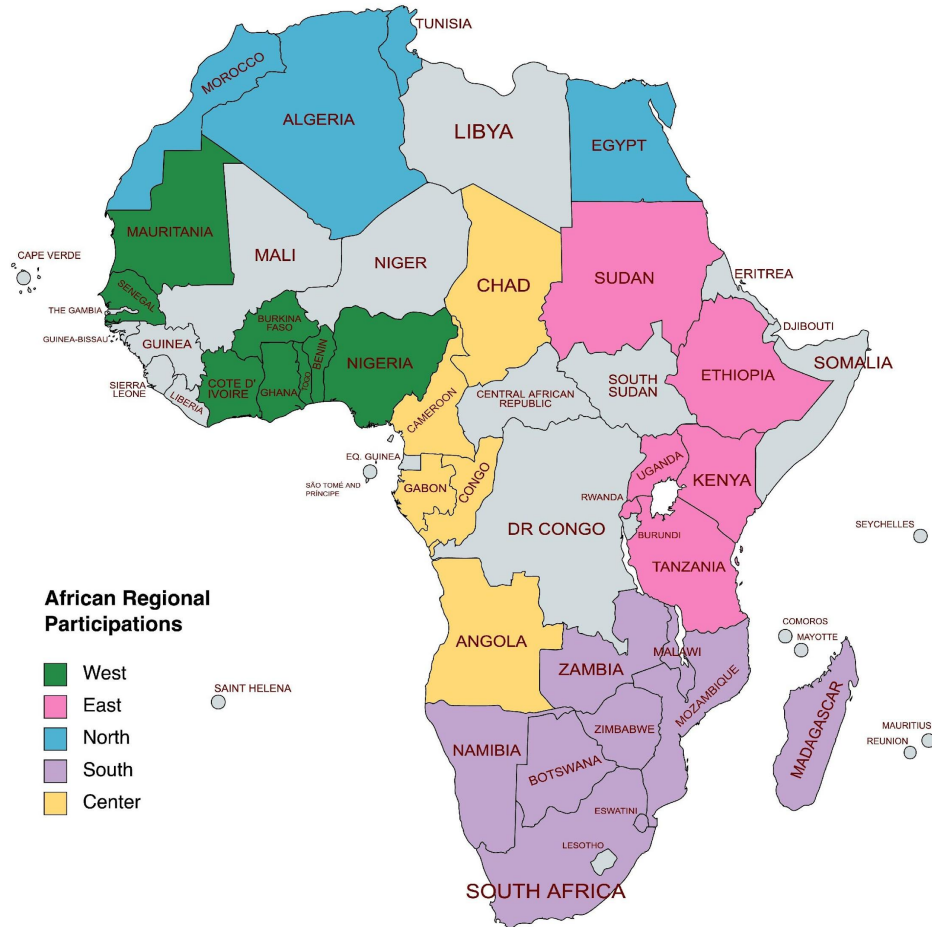 TUNISIA
MOROCCO
ALGERIA
LIBYA
EGYPT
MAURITANIA
MALI
NIGER
CHAD
SUDAN
ERITREA
CAPE VERDE
SENEGAL
THE GAMBIA
GUINEA-BISSAU
GUINEA
BURKINA
FASO
BENIN
TOGO
NIGERIA
DJIBOUTI
SOMALIA
ETHIOPIA
SOUTH
SUDAN
CENTRAL AFRICAN
REPUBLIC
SIERRA
LEONE
LIBERIA
COTE D'
IVOIRE
GHANA
CAMEROON
EQ. GUINEA
SÃO TOMÉ AND
PRÍNCIPE
GABON
CONGO
UGANDA
KENYA
RWANDA
BURUNDI
DR CONGO
TANZANIA
SEYCHELLES
African Regional
Participations
West
East
North
South
Center
ANGOLA
ZAMBIA
MALAWI
COMOROS
MAYOTTE
MOZAMBIQUE
SAINT HELENA
MADAGASCAR
MAURITIUS
REUNION
NAMIBIA
ZIMBABWE
BOTSWANA
ESWATINI
LESOTHO
SOUTH AFRICA